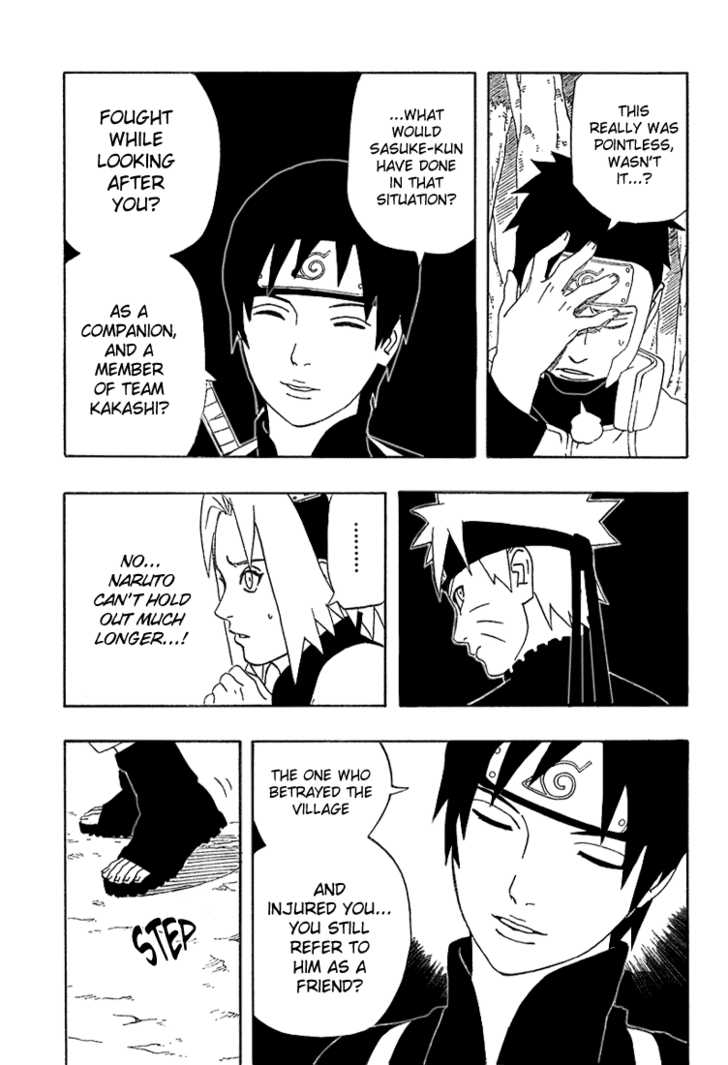 THIS
REALLY WAS
POINTLESS,
WASN'T
IT...?
...WHAT
WOULD
SASUKE-KUN
HAVE DONE
IN THAT
SITUATION?
FOUGHT
WHILE
LOOKING
AFTER
YOU?
AS A
COMPANION,
AND A
MEMBER
OF TEAM
KAKASHI?
.........
NO...
NARUTO
CAN'T HOLD
OUT MUCH
LONGER...!
THE ONE WHO
BETRAYED THE
VILLAGE
AND
INJURED YOU...
YOU STILL
REFER TO
HIM AS A
FRIEND?
STEP